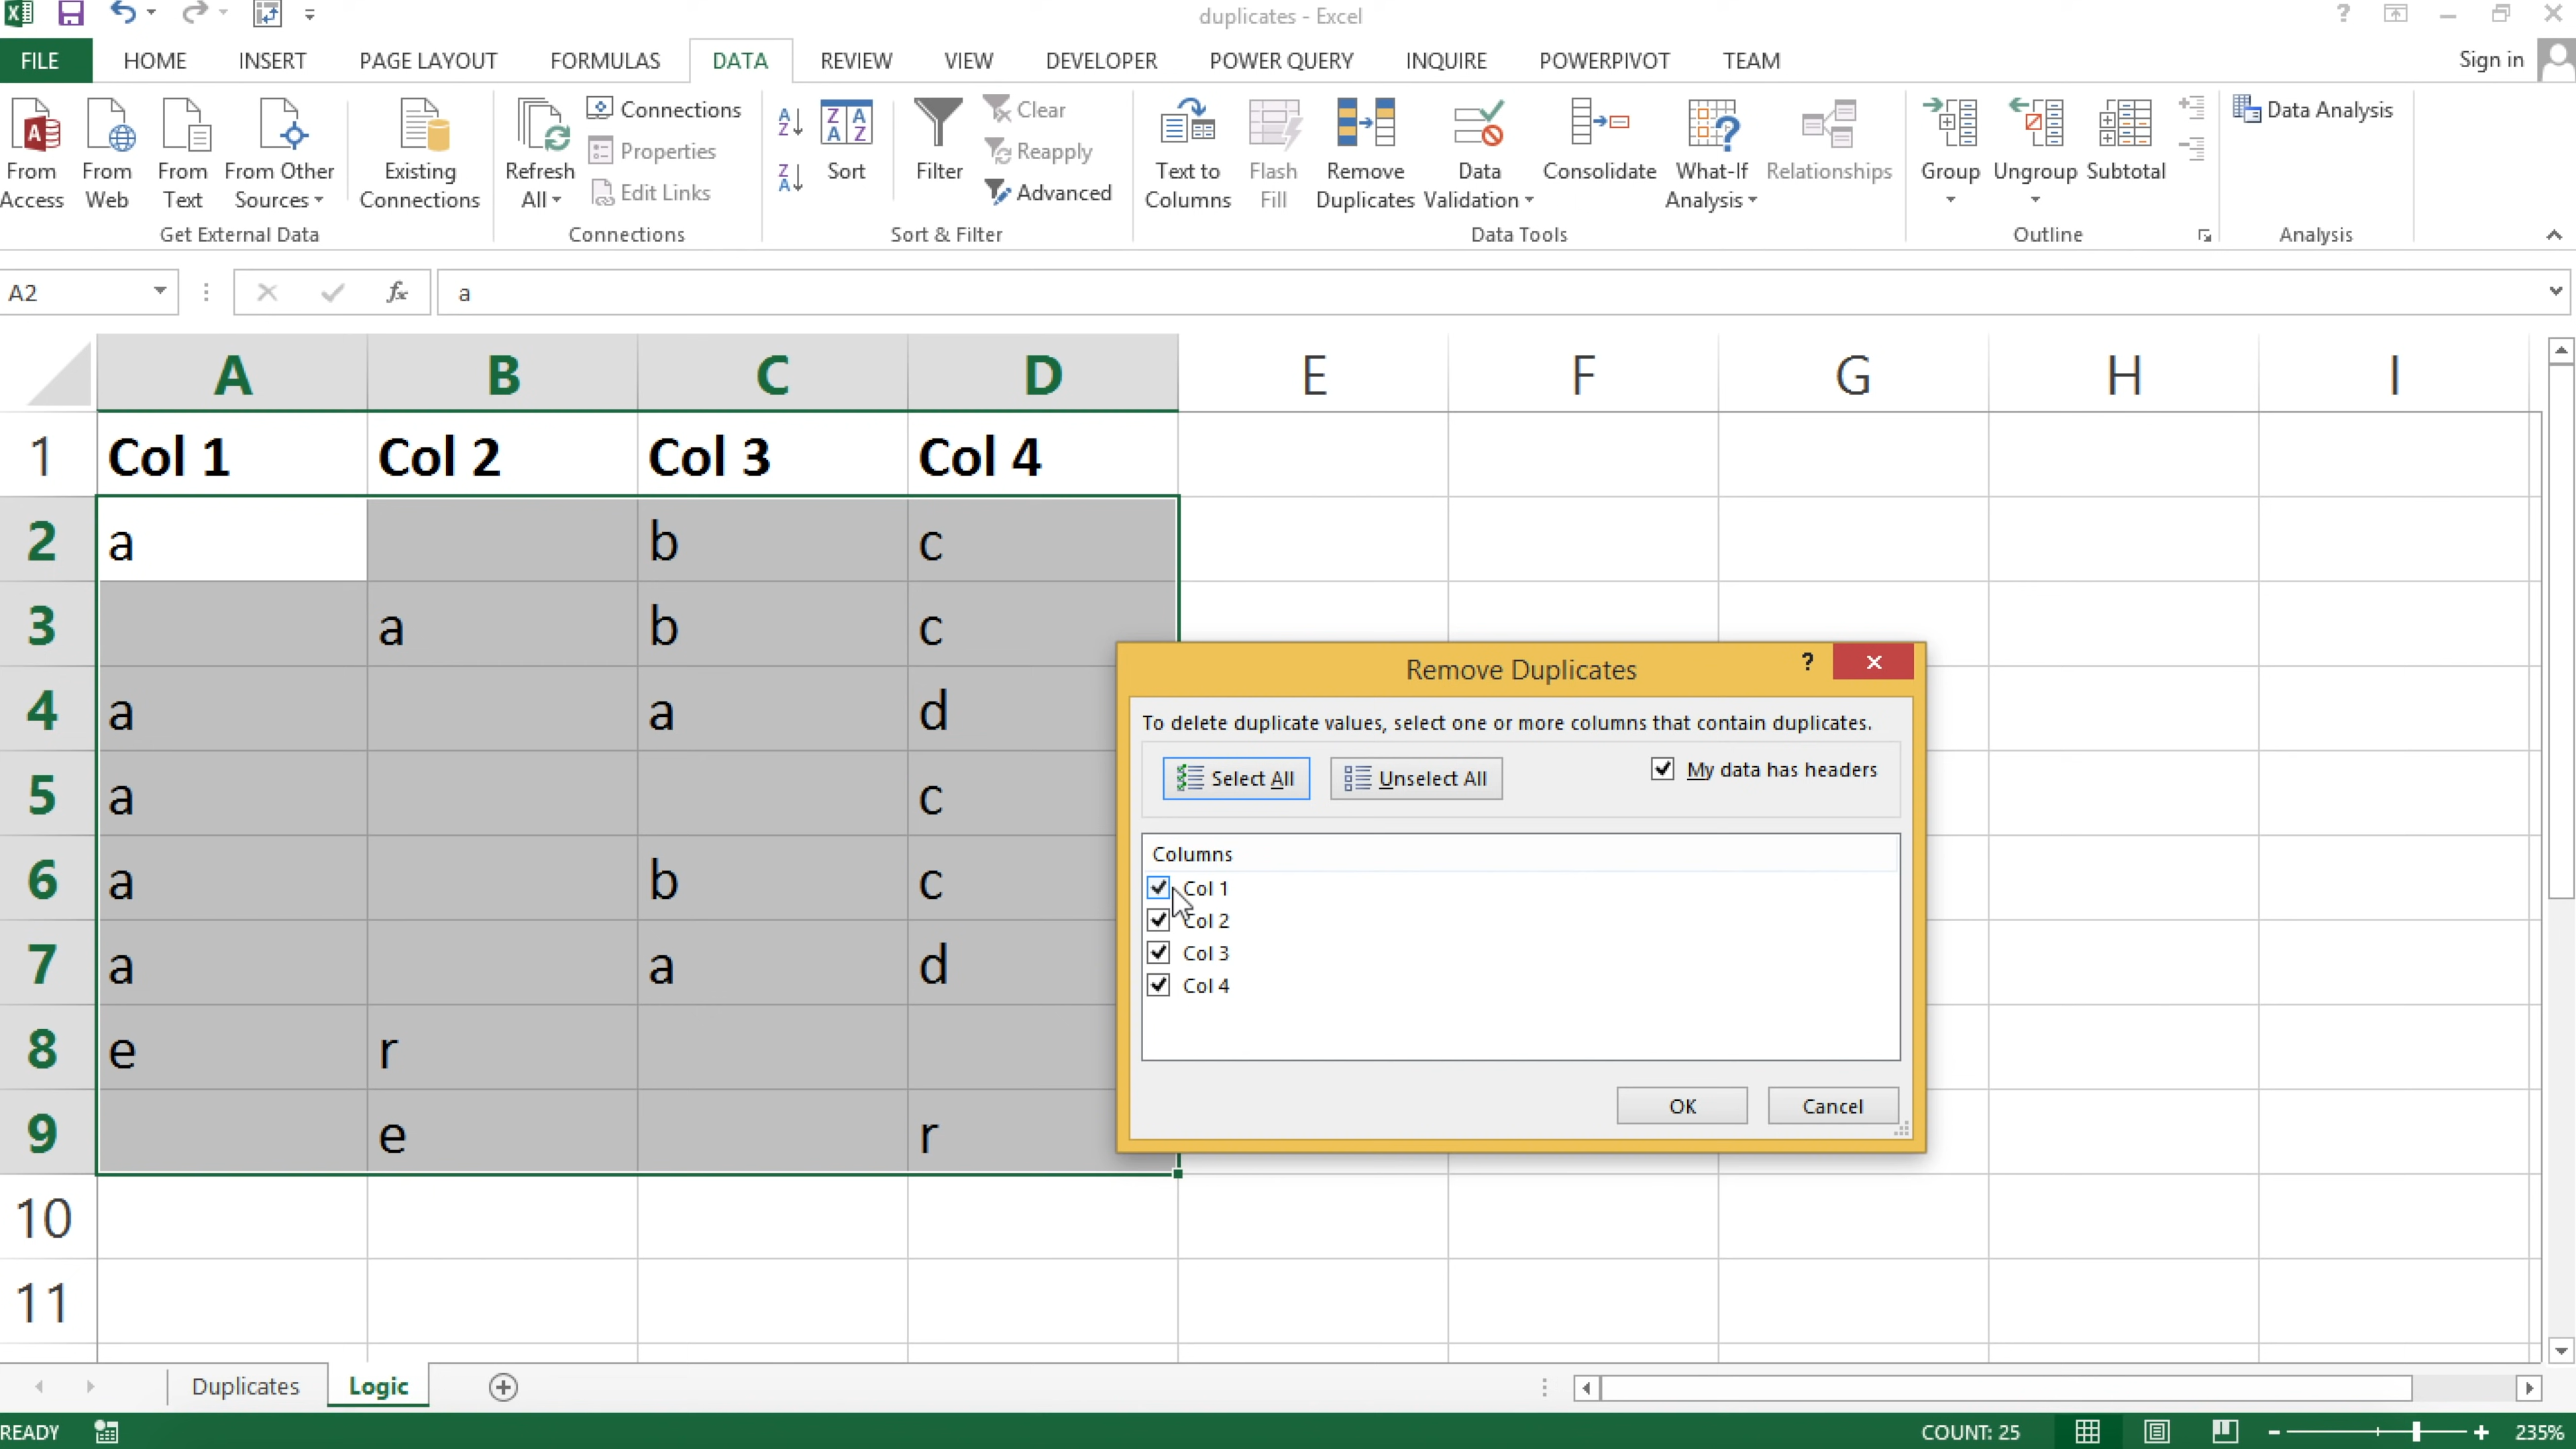 duplicates - Excel
FILE HOME INSERT PAGE LAYOUT FORMULAS DATA REVIEW VIEW DEVELOPER POWER QUERY INQUIRE POWERPIVOT TEAM Sign in
From Access
From Web
From Text
From Other Sources
Existing Connections
Get External Data
Refresh All
Connections
Properties
Edit Links
Connections
Sort
Filter
Clear
Reapply
Advanced
Sort & Filter
Text to Columns
Flash Fill
Remove Duplicates
Data Validation
Consolidate
What-If Analysis
Relationships
Data Tools
Group
Ungroup
Subtotal
Outline
Data Analysis
Analysis
A2 fx a
A B C D E F G H I
1 Col 1 Col 2 Col 3 Col 4
2 a b c
3 a b c
4 a a d
5 a c
6 a b c
7 a a d
8 e r
9 e r
10
11
Remove Duplicates ?
To delete duplicate values, select one or more columns that contain duplicates.
Select All Unselect All My data has headers
Columns
Col 1
Col 2
Col 3
Col 4
OK Cancel
Duplicates Logic
READY COUNT: 25 235%